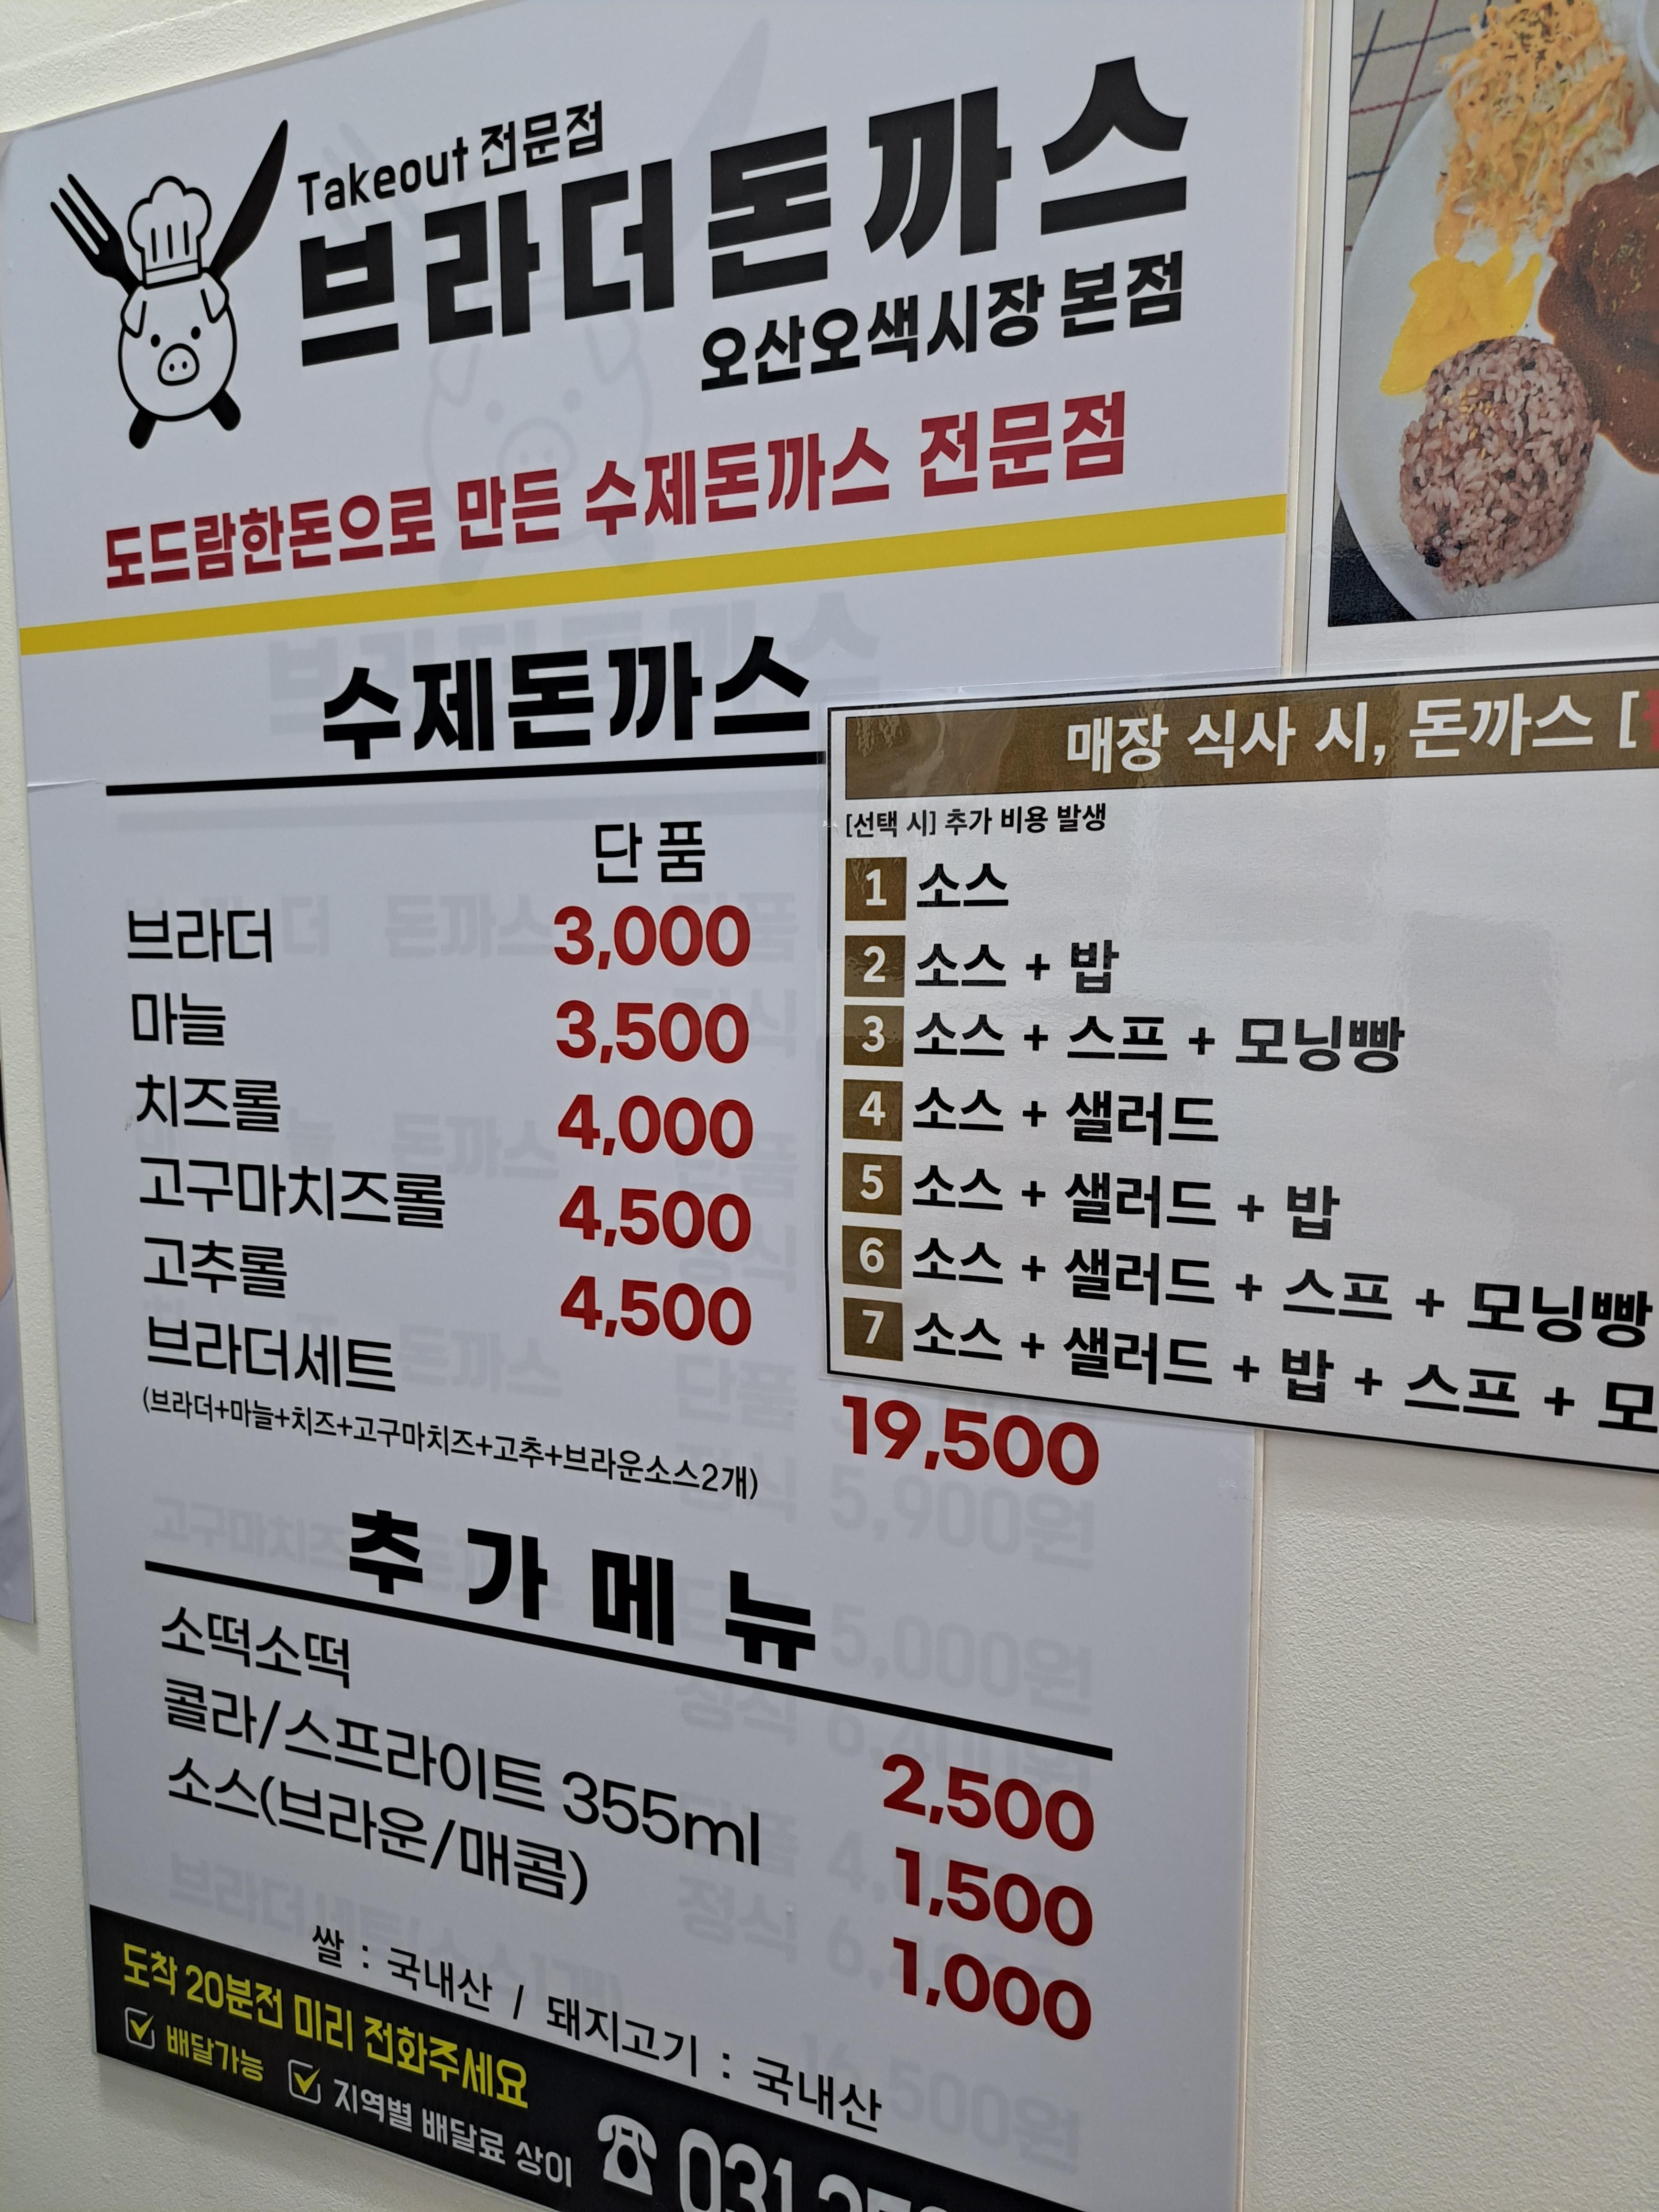 Takeout 전문점
브라더돈까스
오산오색시장 본점
도드람한돈으로 만든 수제돈까스 전문점
수제돈까스
단품
브라더 3,000
마늘 3,500
치즈롤 4,000
고구마치즈롤 4,500
고추롤 4,500
브라더세트
(브라더+마늘+치즈+고구마치즈+고추+브라운소스2개) 19,500
추가메뉴
소떡소떡 2,500
콜라/스프라이트 355ml 1,500
소스(브라운/매콤) 1,000
쌀 : 국내산 / 돼지고기 : 국내산
도착 20분전 미리 전화주세요
배달가능 지역별 배달료 상이
031
매장 식사 시, 돈까스 [
[선택 시] 추가 비용 발생
1 소스
2 소스 + 밥
3 소스 + 스프 + 모닝빵
4 소스 + 샐러드
5 소스 + 샐러드 + 밥
6 소스 + 샐러드 + 스프 + 모닝빵
7 소스 + 샐러드 + 밥 + 스프 + 모